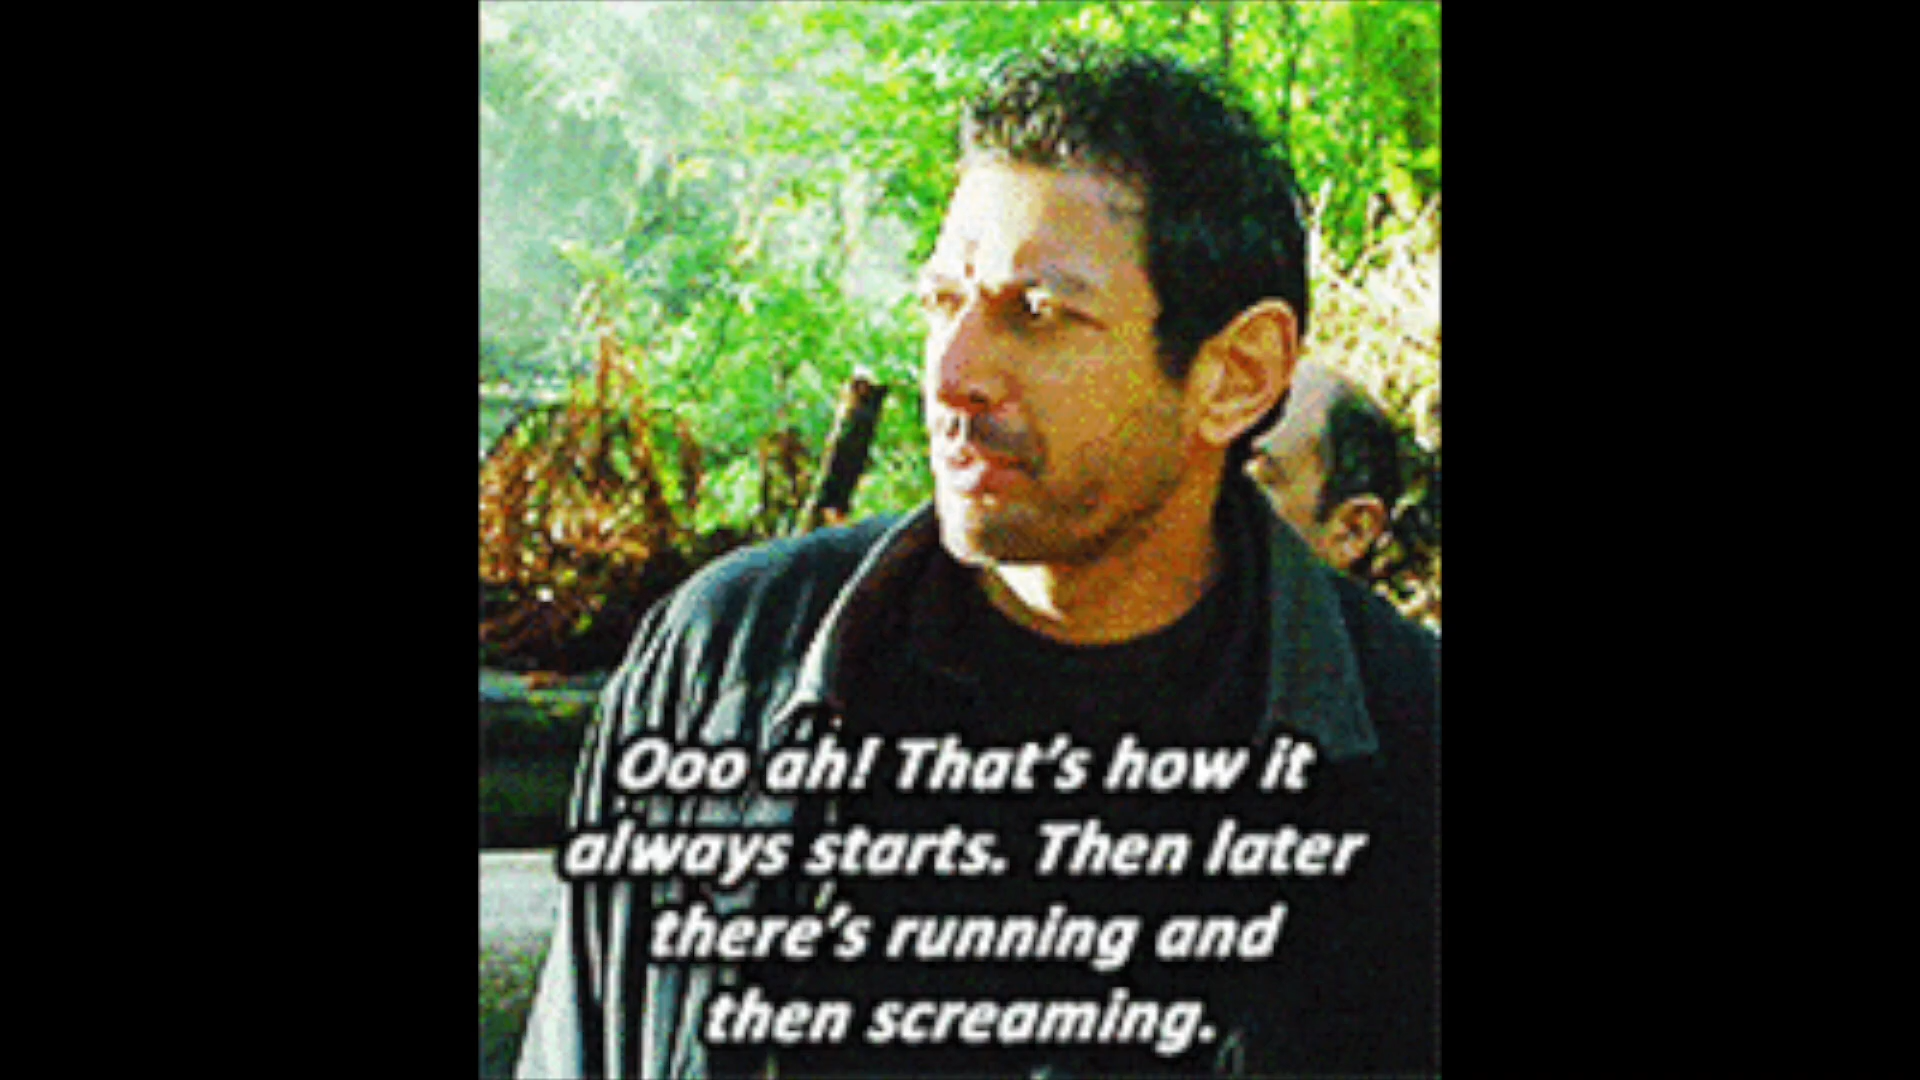 Ooo ah! That's how it
always starts. Then later
there's running and
then screaming.